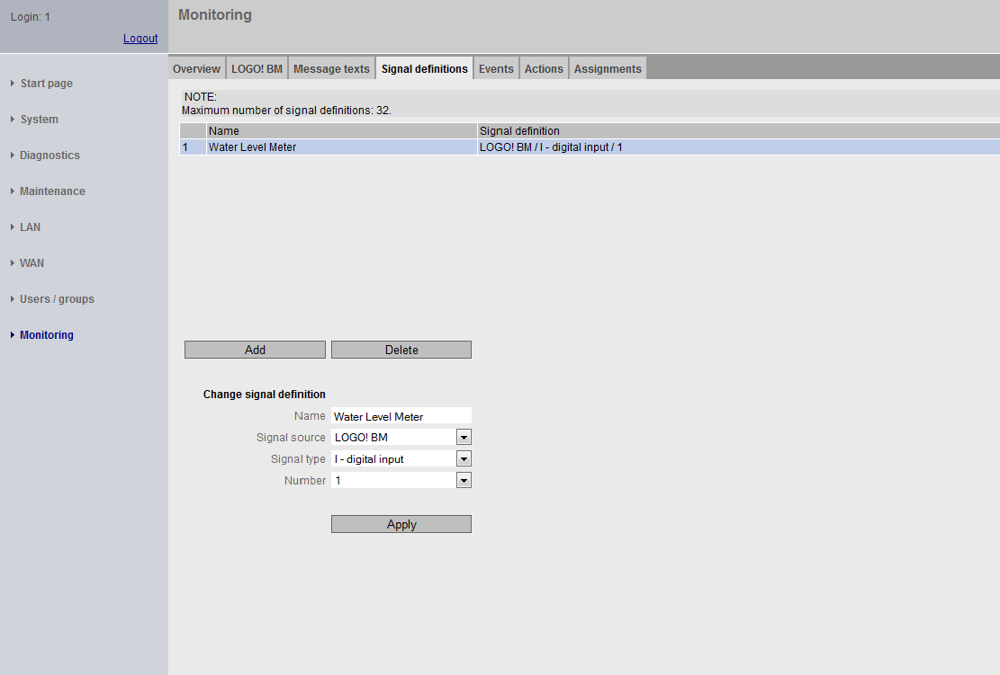 Login: 1
Logout
Monitoring
Overview LOGO! BM Message texts Signal definitions Events Actions Assignments
Start page
System
Diagnostics
Maintenance
LAN
WAN
Users / groups
Monitoring
NOTE:
Maximum number of signal definitions: 32.
Name Signal definition
1 Water Level Meter LOGO! BM / I - digital input / 1
Add Delete
Change signal definition
Name Water Level Meter
Signal source LOGO! BM
Signal type I - digital input
Number 1
Apply